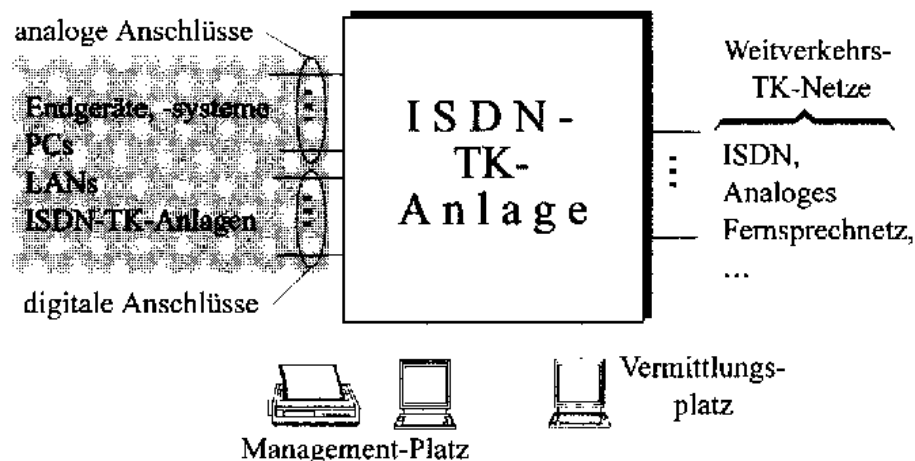 analoge Anschlüsse
Endgeräte, -systeme
PCs
LANs
ISDN-TK-Anlagen
digitale Anschlüsse
ISDN-
TK-
Anlage
Weitverkehrs-
TK-Netze
ISDN,
Analoges
Fernsprechnetz,
...
Management-Platz
Vermittlungs-
platz